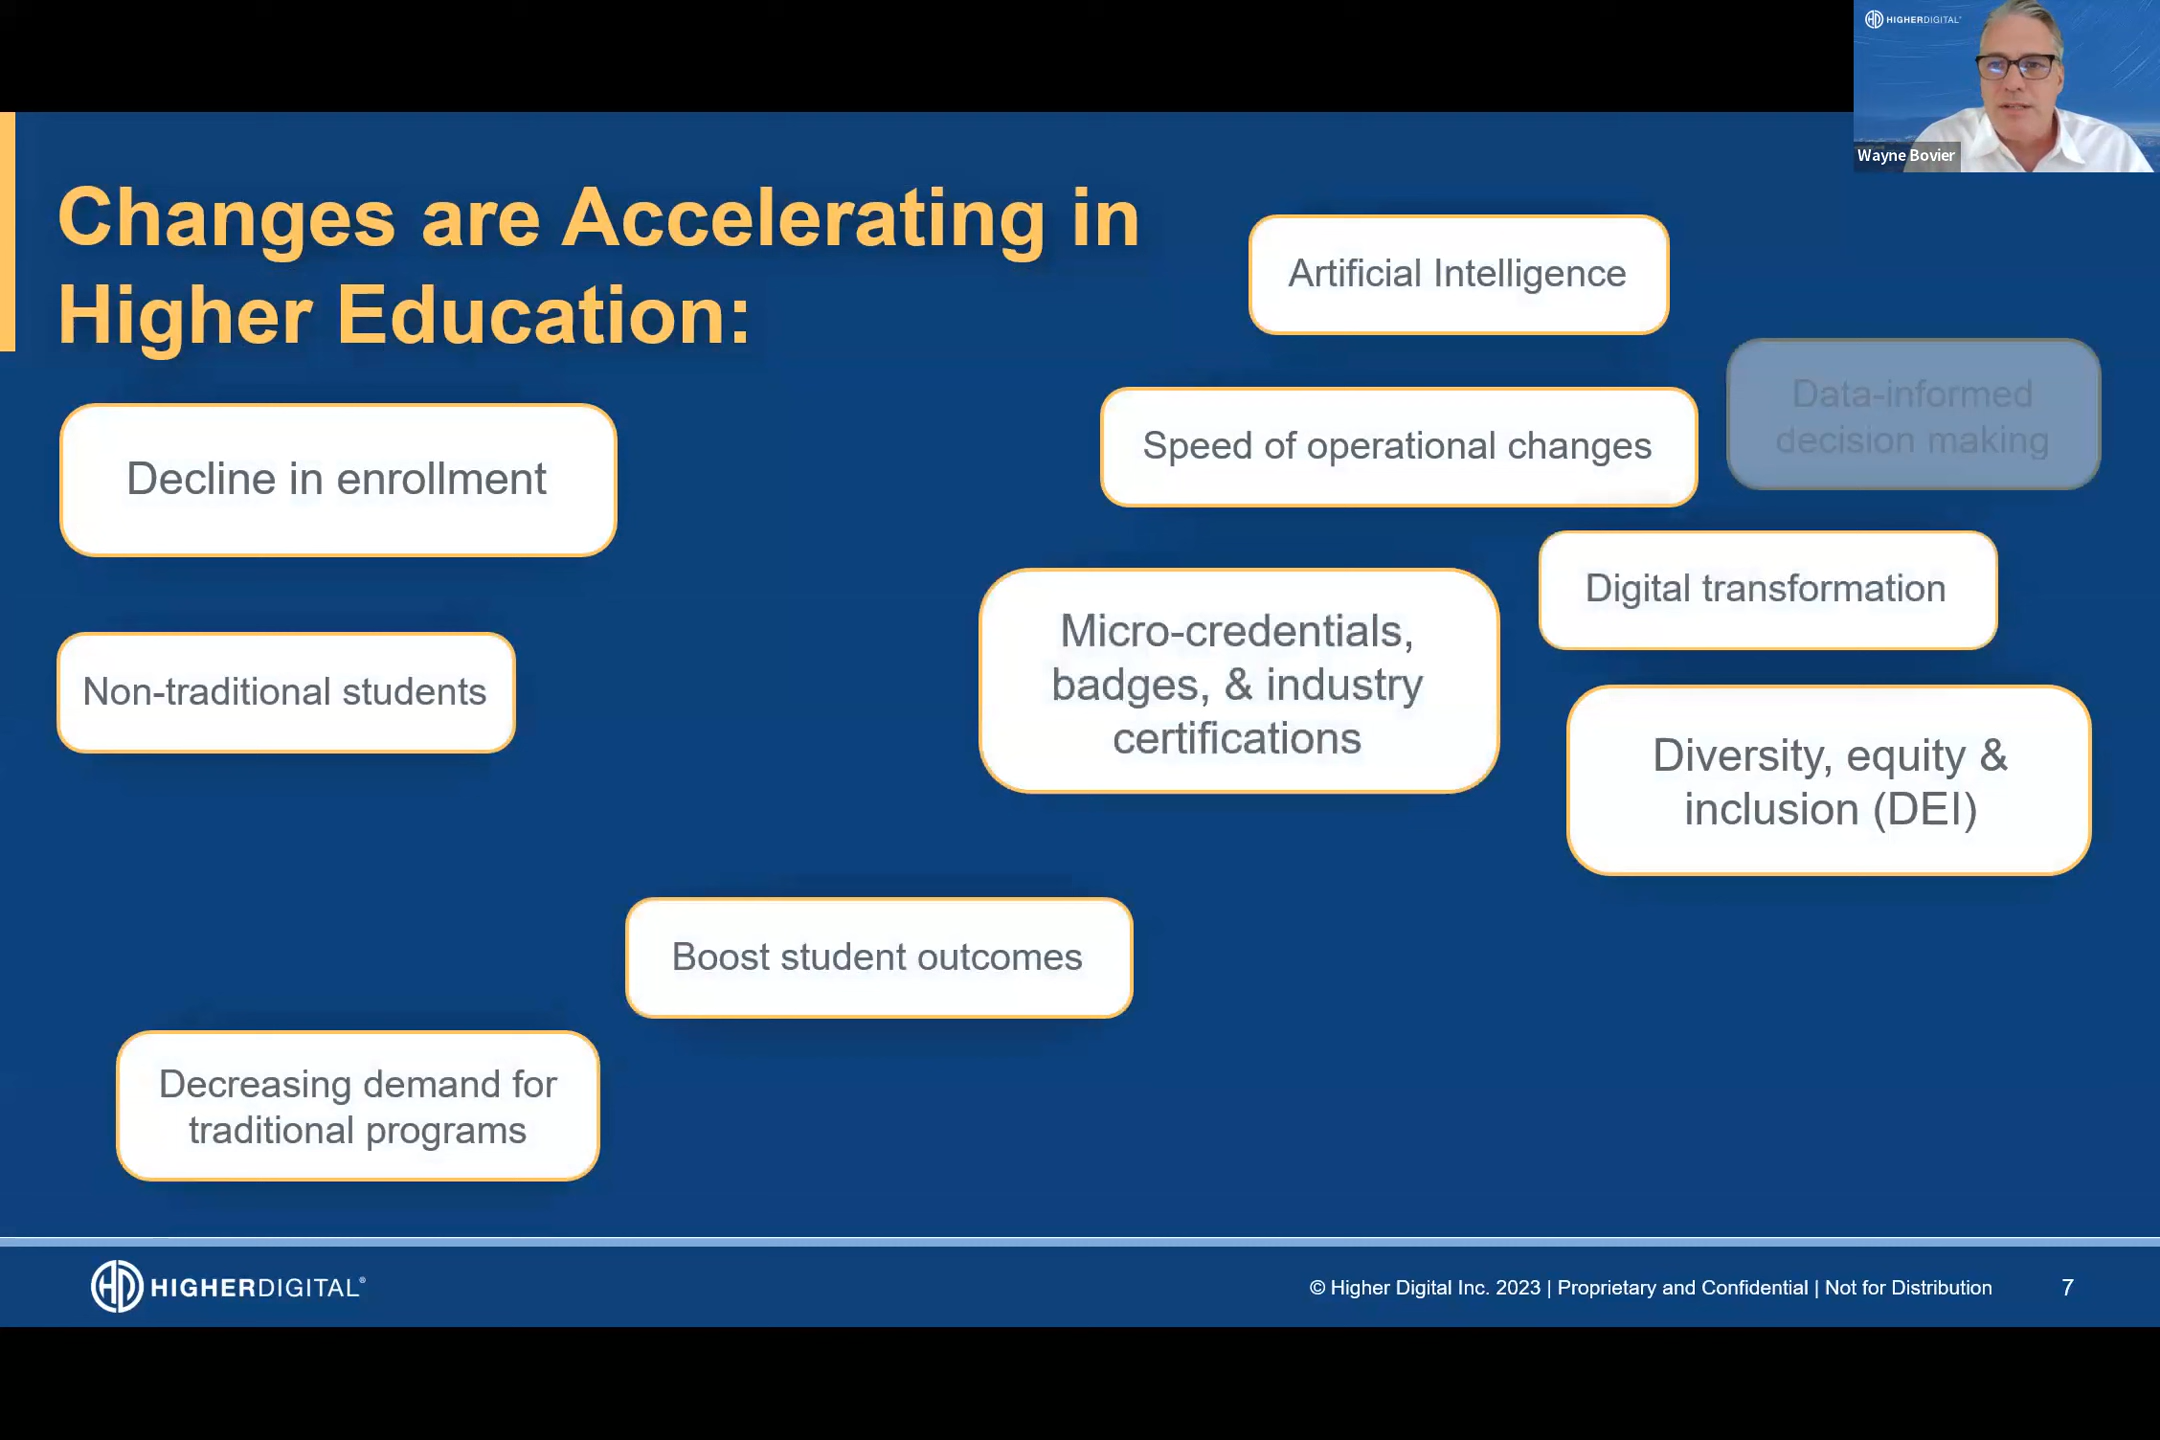 HIGHERDIGITAL
Wayne Bovier
Changes are Accelerating in
Higher Education:
Artificial Intelligence
Data-informed
decision making
Speed of operational changes
Decline in enrollment
Digital transformation
Micro-credentials,
badges, & industry
certifications
Non-traditional students
Diversity, equity &
inclusion (DEI)
Boost student outcomes
Decreasing demand for
traditional programs
HIGHERDIGITAL®
© Higher Digital Inc. 2023 | Proprietary and Confidential | Not for Distribution 7